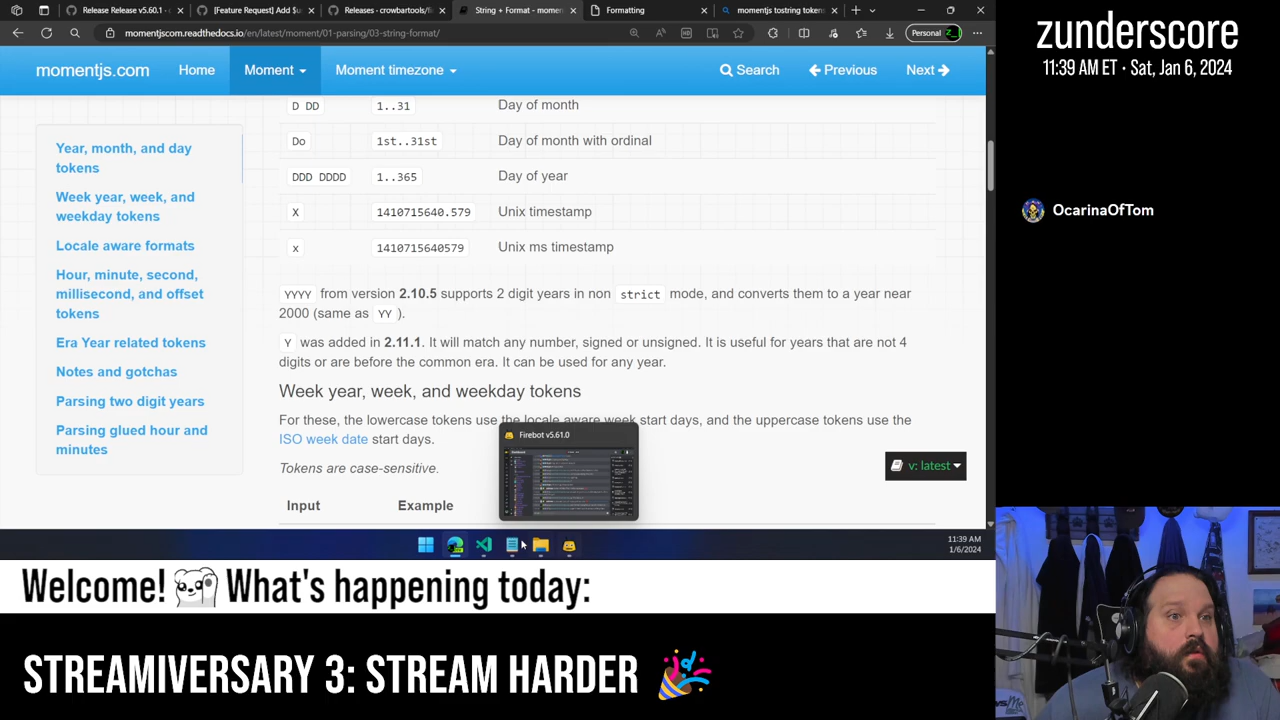 Release Release v5.60.1 ·
[Feature Request] Add $u
Releases · crowbartools/fi
String + Format - momen
Formatting
momentjs tostring token
momentjscom.readthedocs.io/en/latest/moment/01-parsing/03-string-format/
Personal
momentjs.com
Home
Moment
Moment timezone
Search
Previous
Next
Year, month, and day
tokens
Week year, week, and
weekday tokens
Locale aware formats
Hour, minute, second,
millisecond, and offset
tokens
Era Year related tokens
Notes and gotchas
Parsing two digit years
Parsing glued hour and
minutes
D DD 1..31 Day of month
Do 1st..31st Day of month with ordinal
DDD DDDD 1..365 Day of year
X 1410715640.579 Unix timestamp
x 1410715640579 Unix ms timestamp
YYYY from version 2.10.5 supports 2 digit years in non strict mode, and converts them to a year near
2000 (same as YY ).
Y was added in 2.11.1. It will match any number, signed or unsigned. It is useful for years that are not 4
digits or are before the common era. It can be used for any year.
Week year, week, and weekday tokens
For these, the lowercase tokens use the locale aware week start days, and the uppercase tokens use the
ISO week date start days.
Tokens are case-sensitive.
Input Example
Firebot v5.61.0
v: latest
11:39 AM
1/6/2024
zunderscore
11:39 AM ET · Sat, Jan 6, 2024
OcarinaOfTom
Welcome! What's happening today:
STREAMIVERSARY 3: STREAM HARDER